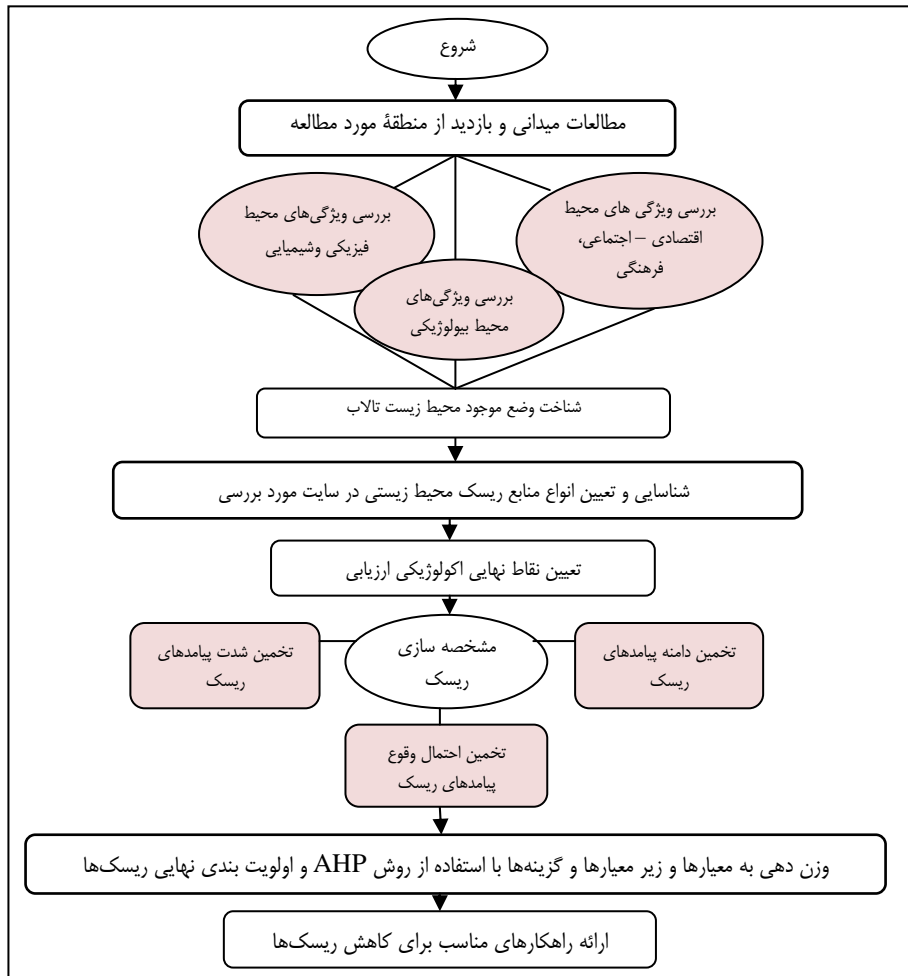 شروع
مطالعات میدانی و بازدید از منطقهٔ مورد مطالعه
بررسی ویژگی های محیط
اقتصادی – اجتماعی،
فرهنگی
بررسی ویژگی‌های محیط
فیزیکی وشیمیایی
بررسی ویژگی‌های
محیط بیولوژیکی
شناخت وضع موجود محیط زیست تالاب
شناسایی و تعیین انواع منابع ریسک محیط زیستی در سایت مورد بررسی
تعیین نقاط نهایی اکولوژیکی ارزیابی
مشخصه سازی
ریسک
تخمین دامنه پیامدهای
ریسک
تخمین شدت پیامدهای
ریسک
تخمین احتمال وقوع
پیامدهای ریسک
وزن دهی به معیارها و زیر معیارها و گزینه‌ها با استفاده از روش AHP و اولویت بندی نهایی ریسک‌ها
ارائه راهکارهای مناسب برای کاهش ریسک‌ها